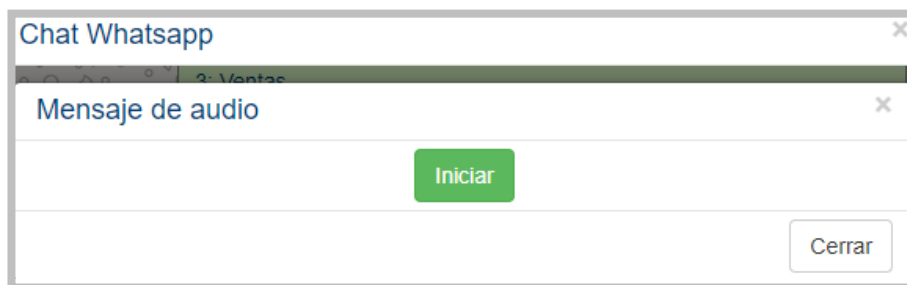 Chat Whatsapp
×
3: Ventas
Mensaje de audio
×
Iniciar
Cerrar